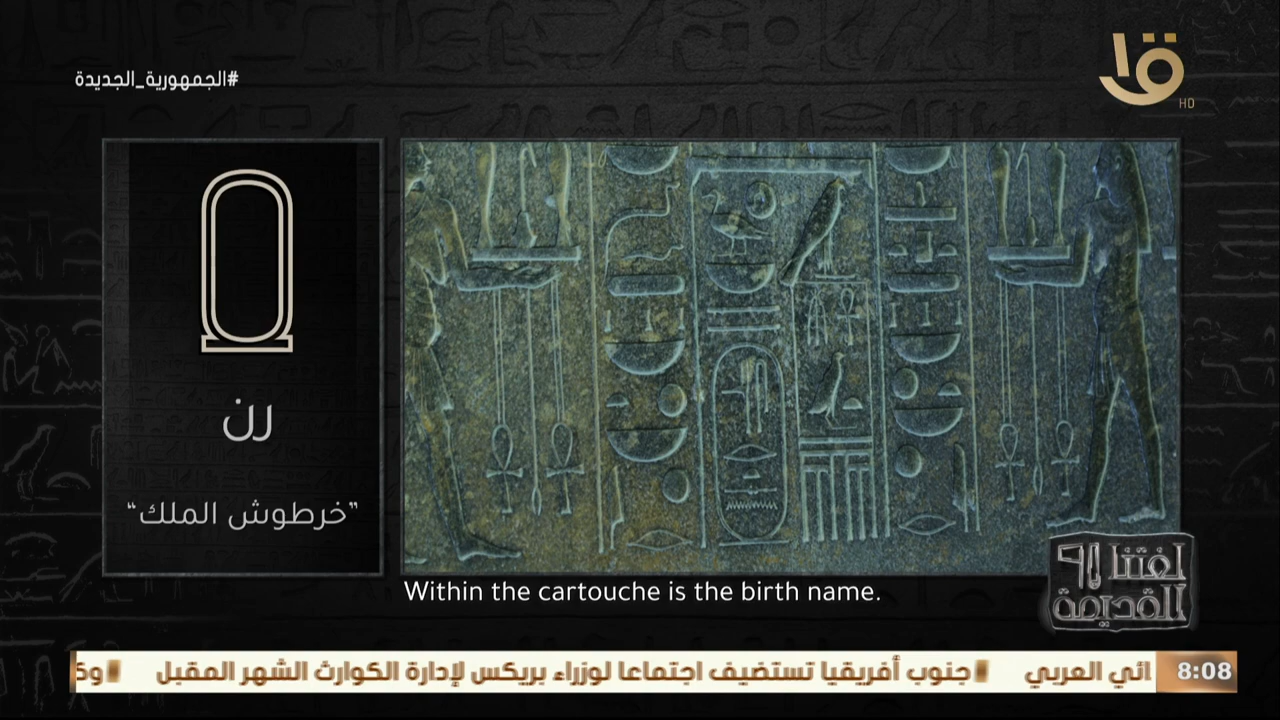 #الجمهورية_الجديدة
HD
رن
”خرطوش الملك“
Within the cartouche is the birth name.
لغتنا
القديمة
8:08
العربي ▮ جنوب أفريقيا تستضيف اجتماعا لوزراء بريكس لإدارة الكوارث الشهر المقبل ▮